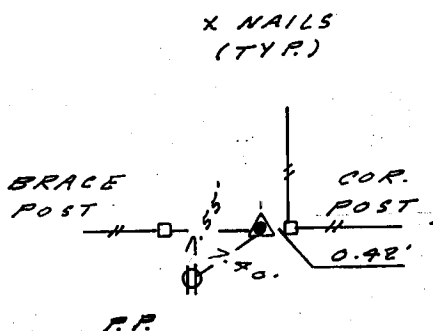 X NAILS
(TYP.)
BRACE
POST
COR.
POST
0.42'
P.P.